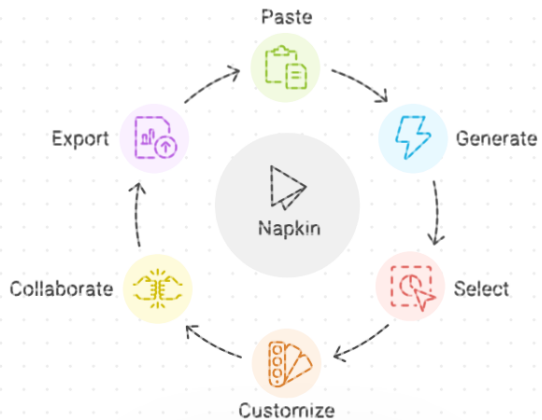 Paste
Generate
Select
Customize
Collaborate
Export
Napkin